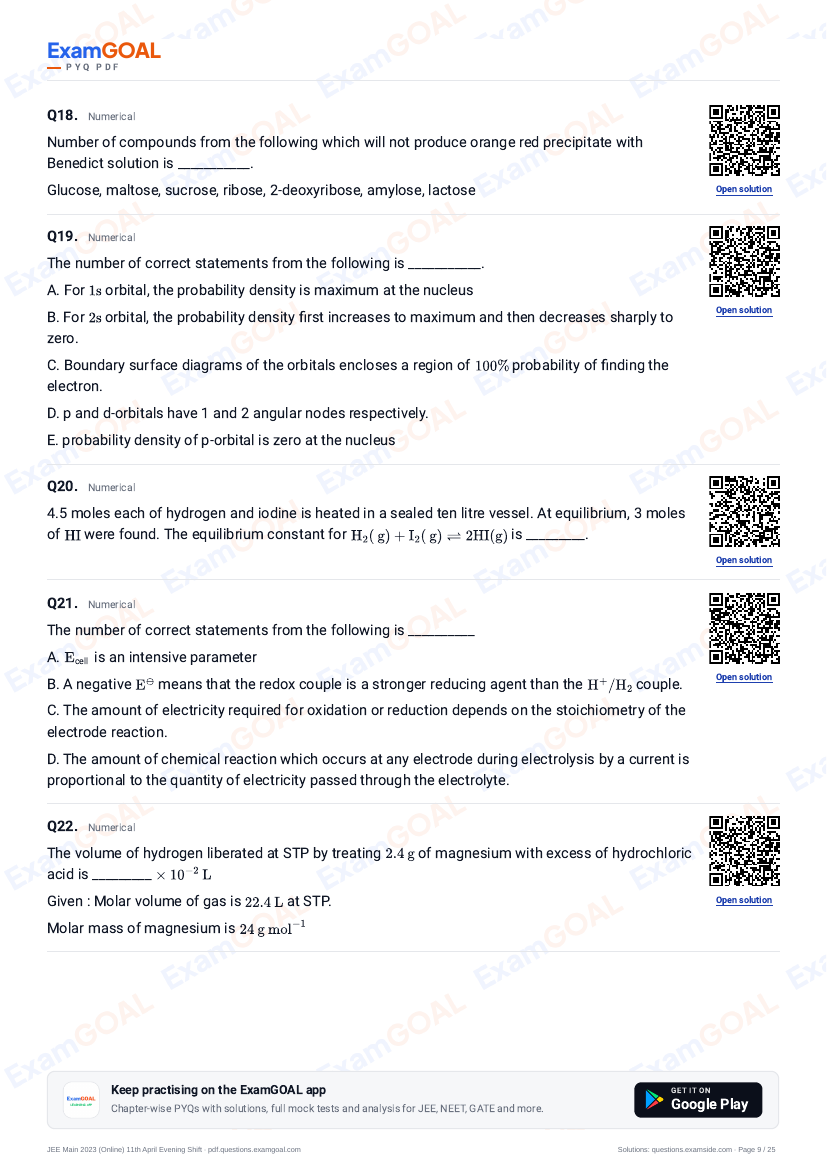 ExamGOAL
PYQ PDF
Q18. Numerical
Number of compounds from the following which will not produce orange red precipitate with
Benedict solution is ___________.
Glucose, maltose, sucrose, ribose, 2-deoxyribose, amylose, lactose
Open solution
Q19. Numerical
The number of correct statements from the following is ___________.
A. For 1s orbital, the probability density is maximum at the nucleus
B. For 2s orbital, the probability density first increases to maximum and then decreases sharply to
zero.
C. Boundary surface diagrams of the orbitals encloses a region of 100% probability of finding the
electron.
D. p and d-orbitals have 1 and 2 angular nodes respectively.
E. probability density of p-orbital is zero at the nucleus
Open solution
Q20. Numerical
4.5 moles each of hydrogen and iodine is heated in a sealed ten litre vessel. At equilibrium, 3 moles
of HI were found. The equilibrium constant for H₂( g) + I₂( g) ⇌ 2HI(g) is _________.
Open solution
Q21. Numerical
The number of correct statements from the following is __________
A. E_cell is an intensive parameter
B. A negative E⊖ means that the redox couple is a stronger reducing agent than the H⁺/H₂ couple.
C. The amount of electricity required for oxidation or reduction depends on the stoichiometry of the
electrode reaction.
D. The amount of chemical reaction which occurs at any electrode during electrolysis by a current is
proportional to the quantity of electricity passed through the electrolyte.
Open solution
Q22. Numerical
The volume of hydrogen liberated at STP by treating 2.4 g of magnesium with excess of hydrochloric
acid is _________ × 10⁻² L
Given : Molar volume of gas is 22.4 L at STP.
Molar mass of magnesium is 24 g mol⁻¹
Open solution
ExamGOAL
Keep practising on the ExamGOAL app
Chapter-wise PYQs with solutions, full mock tests and analysis for JEE, NEET, GATE and more.
GET IT ON
Google Play
JEE Main 2023 (Online) 11th April Evening Shift · pdf.questions.examgoal.com
Solutions: questions.examside.com · Page 9 / 25